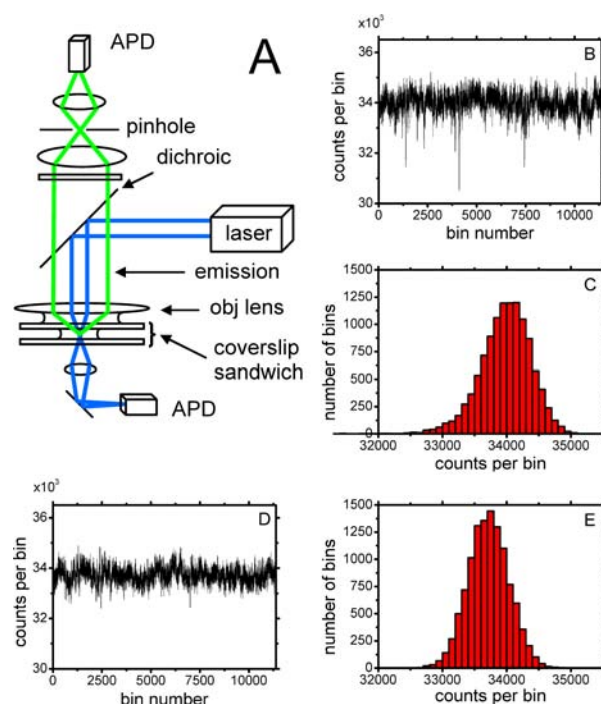 A
APD
pinhole
dichroic
laser
emission
obj lens
coverslip
sandwich
APD
B
x10³
36
34
32
30
counts per bin
0 2500 5000 7500 10000
bin number
C
1500
1250
1000
750
500
250
0
number of bins
32000 33000 34000 35000
counts per bin
D
x10³
36
34
32
30
counts per bin
0 2500 5000 7500 10000
bin number
E
1500
1250
1000
750
500
250
0
number of bins
32000 33000 34000 35000
counts per bin